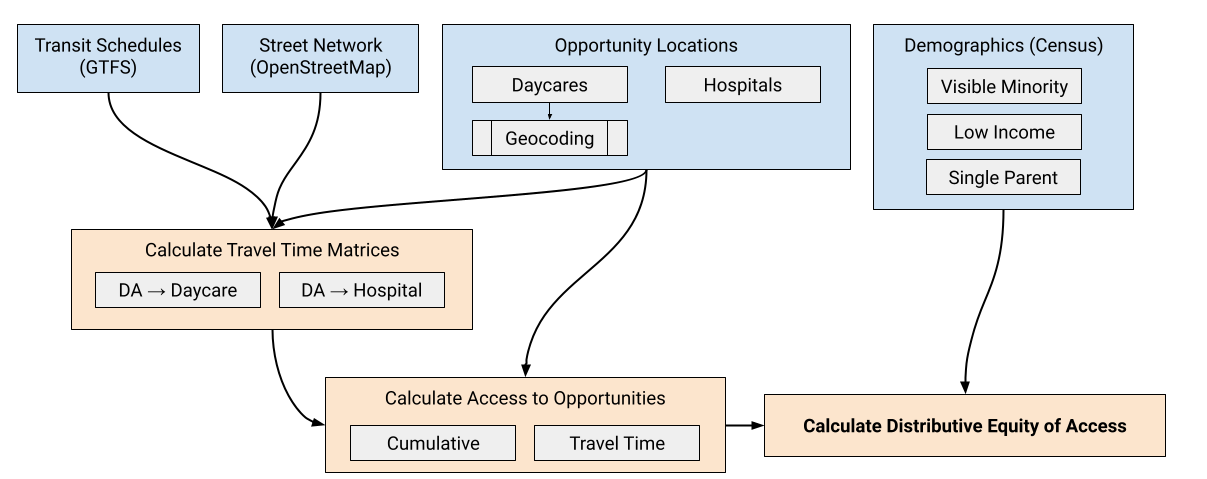 Transit Schedules
(GTFS)
Street Network
(OpenStreetMap)
Opportunity Locations
Daycares
Hospitals
Geocoding
Demographics (Census)
Visible Minority
Low Income
Single Parent
Calculate Travel Time Matrices
DA → Daycare
DA → Hospital
Calculate Access to Opportunities
Cumulative
Travel Time
Calculate Distributive Equity of Access